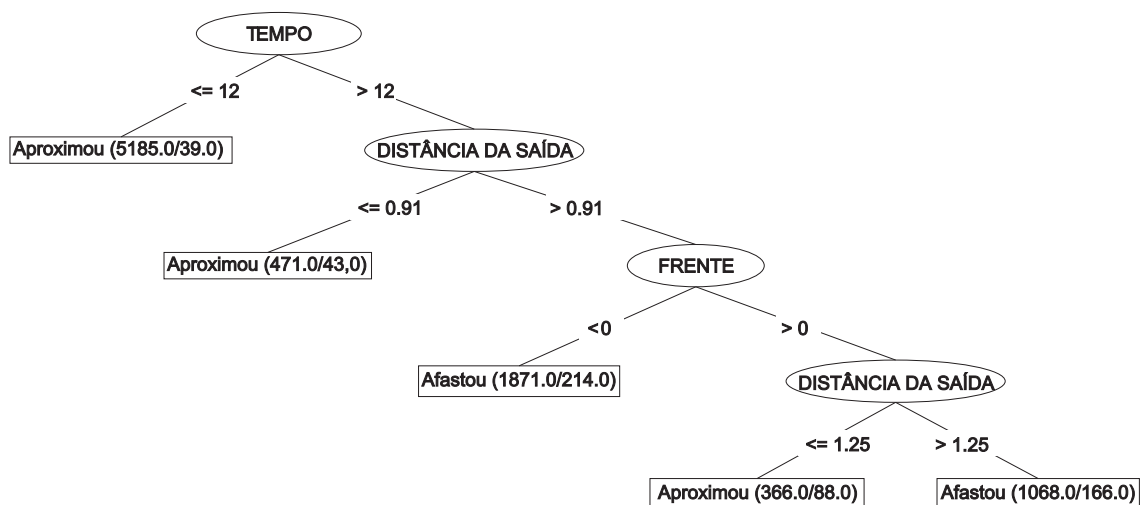 TEMPO
<= 12
> 12
Aproximou (5185.0/39.0)
DISTÂNCIA DA SAÍDA
<= 0.91
> 0.91
Aproximou (471.0/43,0)
FRENTE
<0
> 0
Afastou (1871.0/214.0)
DISTÂNCIA DA SAÍDA
<= 1.25
> 1.25
Aproximou (366.0/88.0)
Afastou (1068.0/166.0)